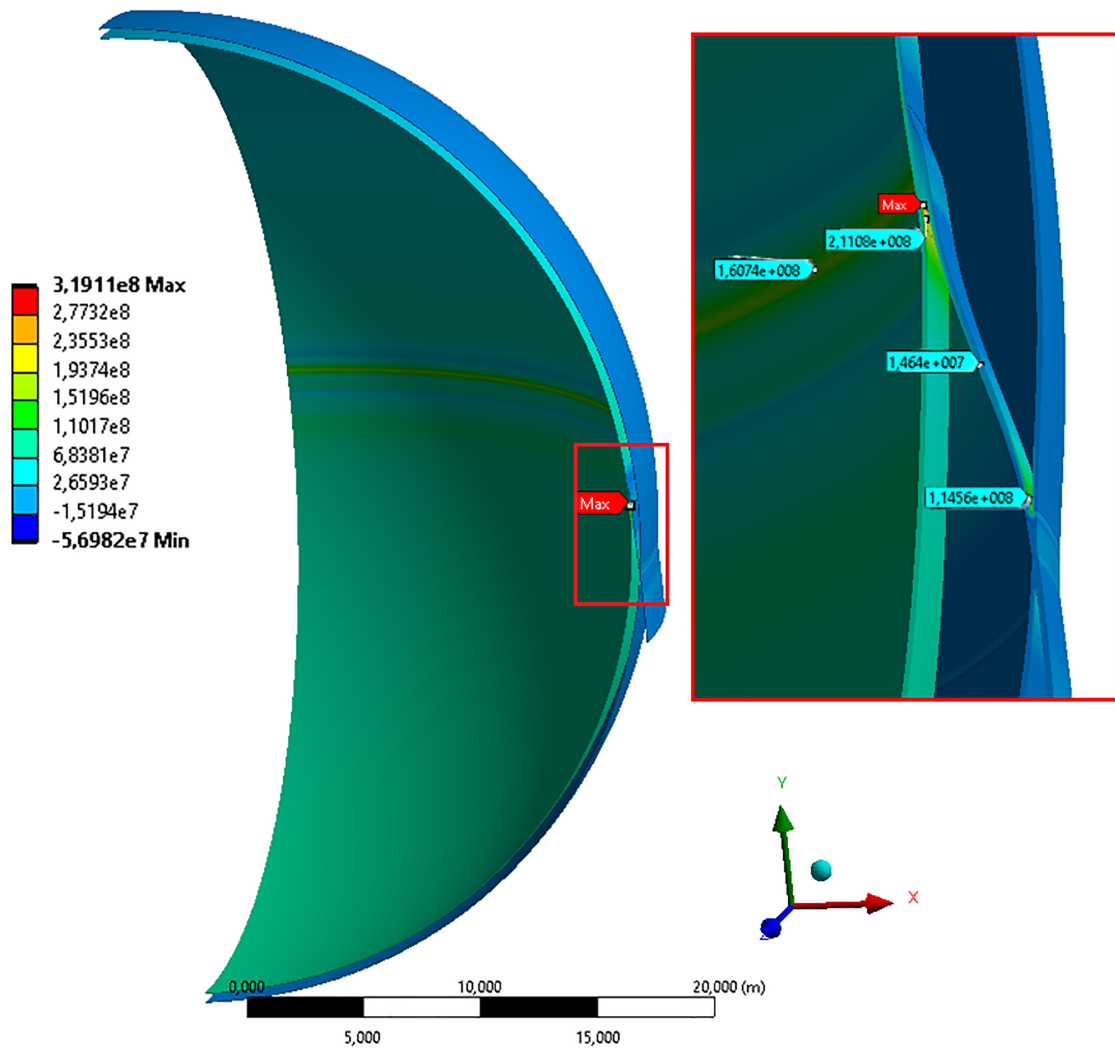 3,1911e8 Max
2,7732e8
2,3553e8
1,9374e8
1,5196e8
1,1017e8
6,8381e7
2,6593e7
-1,5194e7
-5,6982e7 Min
Max
Max
2,1108e+008
1,6074e+008
1,464e+007
1,1456e+008
Y
X
Z
0,000 10,000 20,000 (m)
5,000 15,000